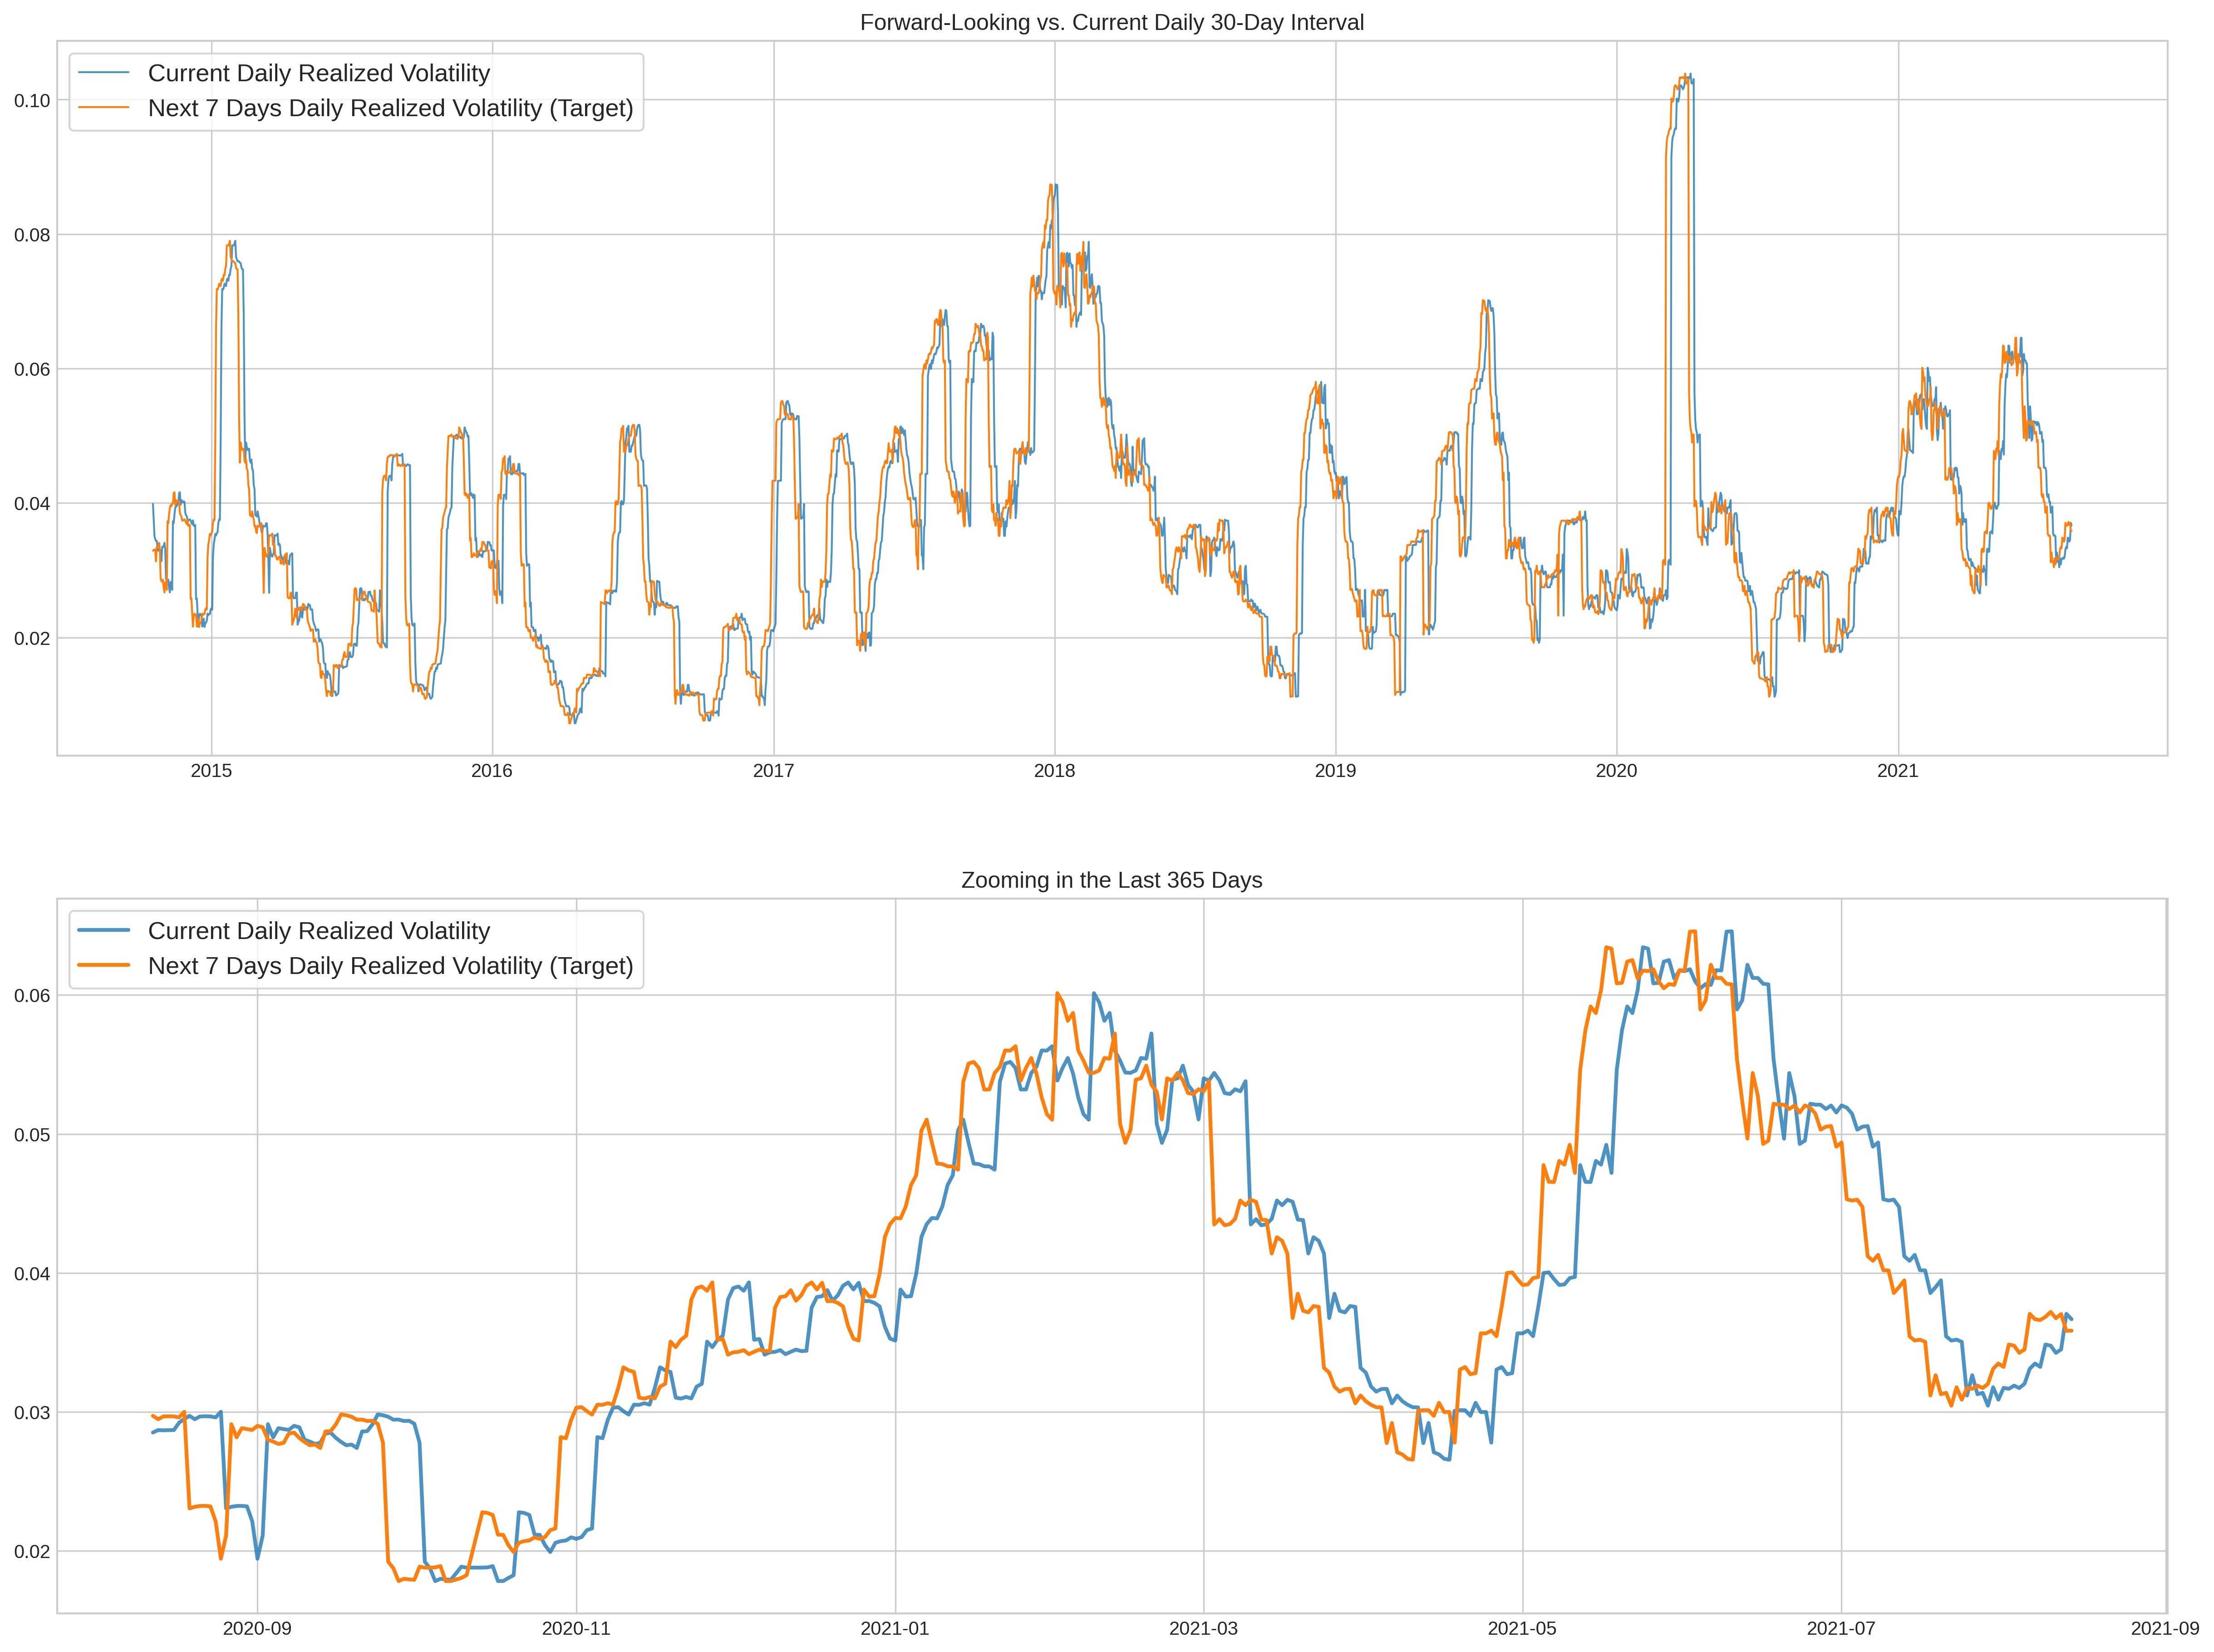 Forward-Looking vs. Current Daily 30-Day Interval
Current Daily Realized Volatility
Next 7 Days Daily Realized Volatility (Target)
0.10
0.08
0.06
0.04
0.02
2015 2016 2017 2018 2019 2020 2021
Zooming in the Last 365 Days
Current Daily Realized Volatility
Next 7 Days Daily Realized Volatility (Target)
0.06
0.05
0.04
0.03
0.02
2020-09 2020-11 2021-01 2021-03 2021-05 2021-07 2021-09